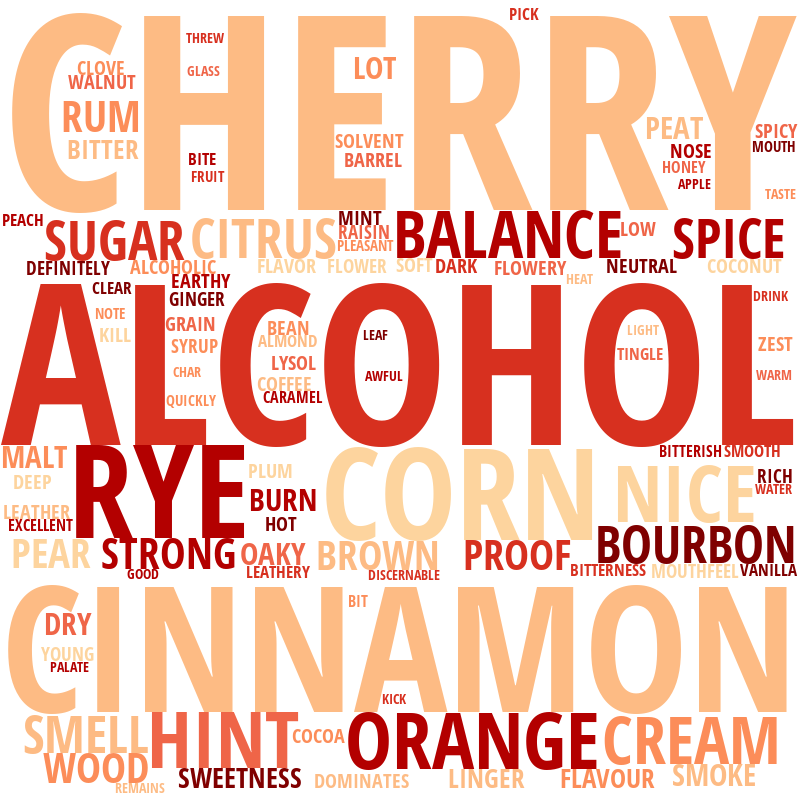 PICK
CHERRY
THREW
CLOVE
LOT
GLASS
WALNUT
RUM
PEAT
SPICY
SOLVENT
BITTER
NOSE
MOUTH
BITE
BARREL
HONEY
FRUIT
APPLE
TASTE
PEACH
MINT
SUGAR
CITRUS
RAISIN
BALANCE
LOW
SPICE
PLEASANT
DEFINITELY
ALCOHOLIC
FLAVOR
FLOWER
SOFT
DARK
FLOWERY
NEUTRAL
COCONUT
EARTHY
HEAT
CLEAR
GINGER
DRINK
ALCOHOL
NOTE
GRAIN
BEAN
KILL
LEAF
LIGHT
ALMOND
SYRUP
ZEST
TINGLE
LYSOL
CHAR
AWFUL
WARM
COFFEE
QUICKLY
CARAMEL
MALT
RYE
CORN
BITTERISH
SMOOTH
PLUM
NICE
RICH
DEEP
WATER
BURN
LEATHER
EXCELLENT
HOT
BOURBON
PEAR
STRONG
OAKY
BROWN
PROOF
GOOD
LEATHERY
DISCERNABLE
BITTERNESS
MOUTHFEEL
VANILLA
CINNAMON
BIT
DRY
YOUNG
PALATE
KICK
SMELL
HINT
COCOA
ORANGE
CREAM
WOOD
SWEETNESS
DOMINATES
LINGER
FLAVOUR
SMOKE
REMAINS